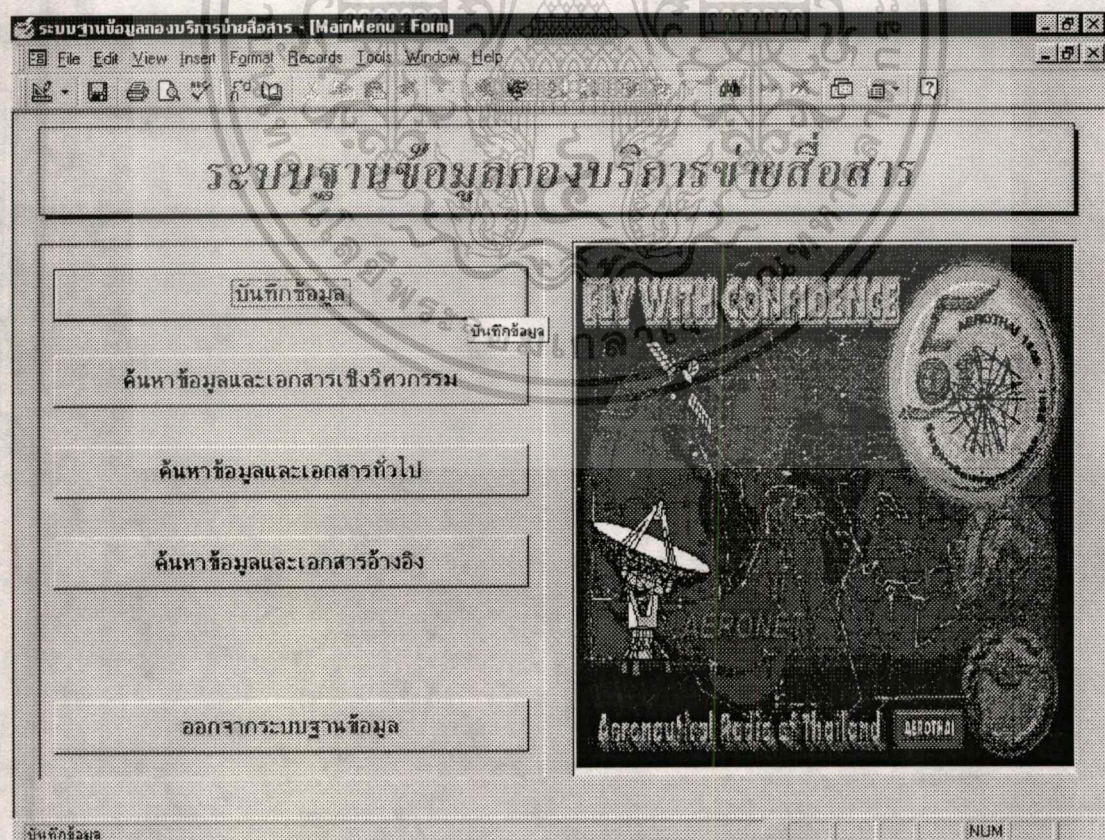 ระบบฐานข้อมูลกองบริการข่ายสื่อสาร - [MainMenu : Form]
File Edit View Insert Format Records Tools Window Help
ระบบฐานข้อมูลกองบริการข่ายสื่อสาร
บันทึกข้อมูล
บันทึกข้อมูล
ค้นหาข้อมูลและเอกสารเชิงวิศวกรรม
ค้นหาข้อมูลและเอกสารทั่วไป
ค้นหาข้อมูลและเอกสารอ้างอิง
ออกจากระบบฐานข้อมูล
FLY WITH CONFIDENCE
AEROTHAI
AERONET
Aeronautical Radio of Thailand
AEROTHAI
บันทึกข้อมูล
NUM